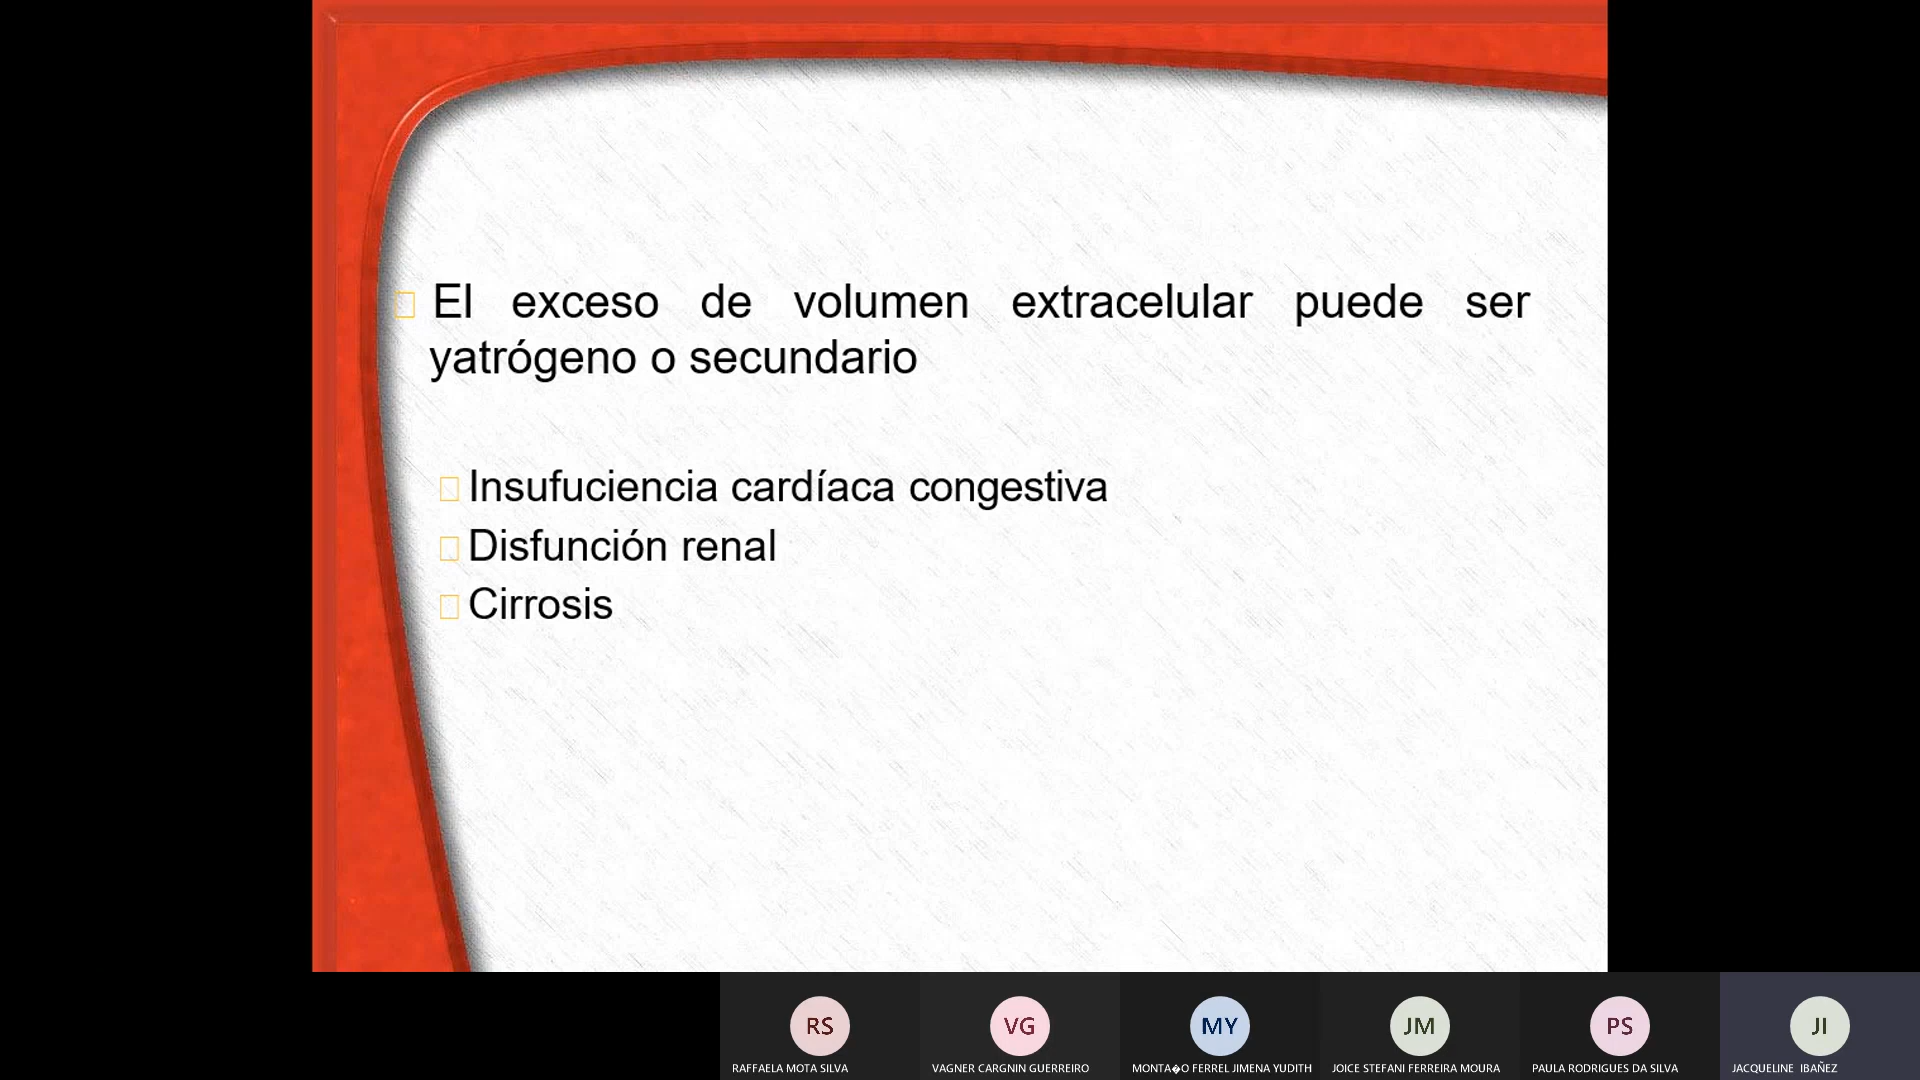 El exceso de volumen extracelular puede ser
yatrógeno o secundario
Insufuciencia cardíaca congestiva
Disfunción renal
Cirrosis
RS
VG
MY
JM
PS
JI
RAFFAELA MOTA SILVA
VAGNER CARGNIN GUERREIRO
MONTA�O FERREL JIMENA YUDITH
JOICE STEFANI FERREIRA MOURA
PAULA RODRIGUES DA SILVA
JACQUELINE IBAÑEZ